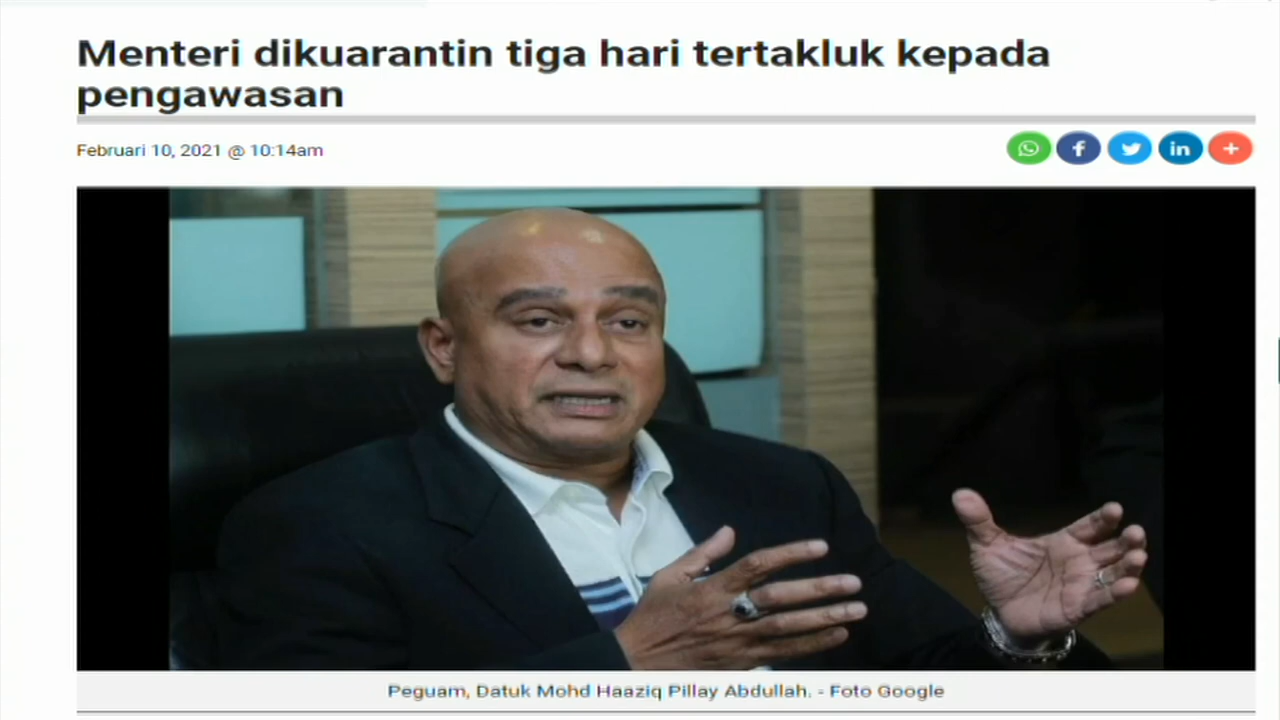 Menteri dikuarantin tiga hari tertakluk kepada
pengawasan
Februari 10, 2021 @ 10:14am
Peguam, Datuk Mohd Haaziq Pillay Abdullah. - Foto Google